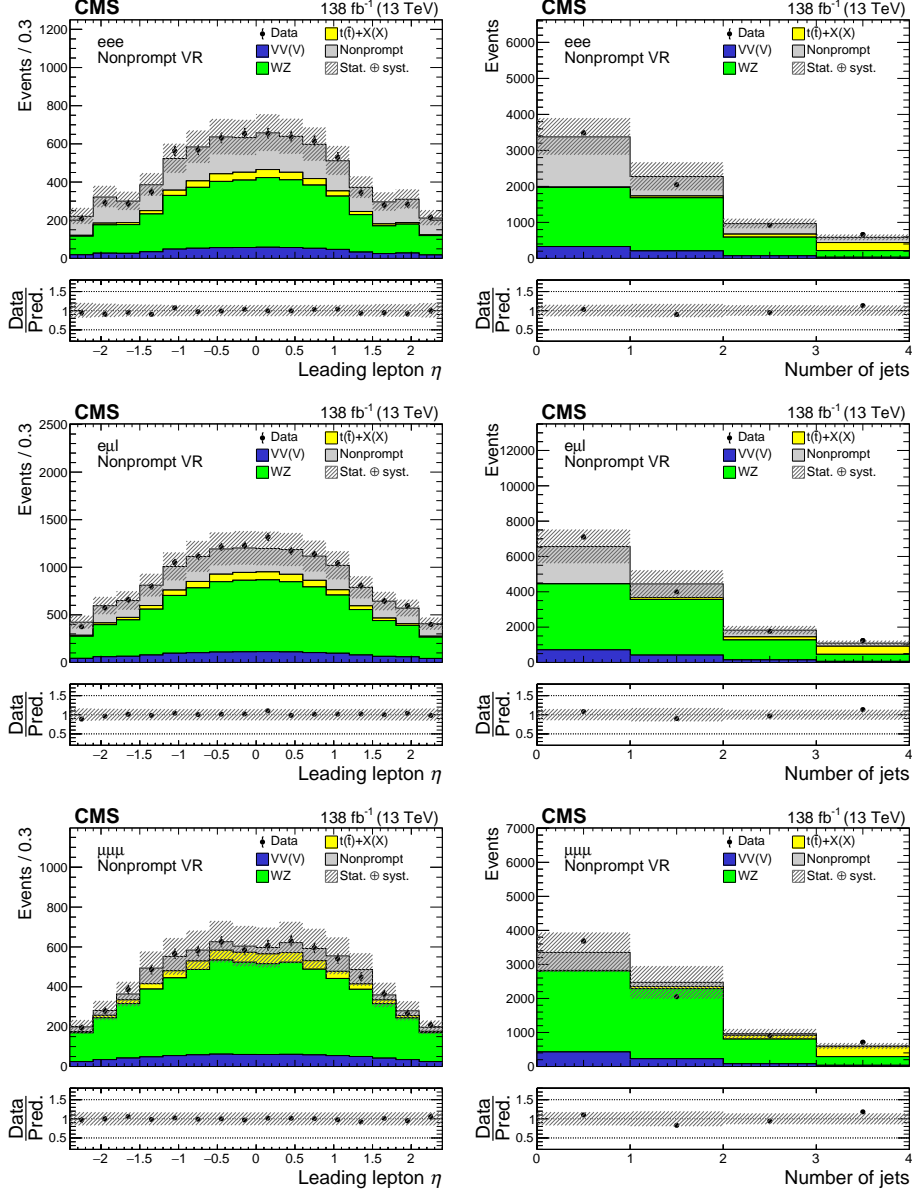 CMS 138 fb⁻¹ (13 TeV)
Events / 0.3
1200
1000
800
600
400
200
0
eee
Nonprompt VR
Data
VV(V)
WZ
t(t̄)+X(X)
Nonprompt
Stat. ⊕ syst.
Data
Pred.
1.5
1
0.5
−2 −1.5 −1 −0.5 0 0.5 1 1.5 2
Leading lepton η
CMS 138 fb⁻¹ (13 TeV)
Events
6000
5000
4000
3000
2000
1000
0
eee
Nonprompt VR
Data
VV(V)
WZ
t(t̄)+X(X)
Nonprompt
Stat. ⊕ syst.
Data
Pred.
1.5
1
0.5
0 1 2 3 4
Number of jets
CMS 138 fb⁻¹ (13 TeV)
Events / 0.3
2500
2000
1500
1000
500
0
eμl
Nonprompt VR
Data
VV(V)
WZ
t(t̄)+X(X)
Nonprompt
Stat. ⊕ syst.
Data
Pred.
1.5
1
0.5
−2 −1.5 −1 −0.5 0 0.5 1 1.5 2
Leading lepton η
CMS 138 fb⁻¹ (13 TeV)
Events
12000
10000
8000
6000
4000
2000
0
eμl
Nonprompt VR
Data
VV(V)
WZ
t(t̄)+X(X)
Nonprompt
Stat. ⊕ syst.
Data
Pred.
1.5
1
0.5
0 1 2 3 4
Number of jets
CMS 138 fb⁻¹ (13 TeV)
Events / 0.3
1000
800
600
400
200
0
μμμ
Nonprompt VR
Data
VV(V)
WZ
t(t̄)+X(X)
Nonprompt
Stat. ⊕ syst.
Data
Pred.
1.5
1
0.5
−2 −1.5 −1 −0.5 0 0.5 1 1.5 2
Leading lepton η
CMS 138 fb⁻¹ (13 TeV)
Events
7000
6000
5000
4000
3000
2000
1000
0
μμμ
Nonprompt VR
Data
VV(V)
WZ
t(t̄)+X(X)
Nonprompt
Stat. ⊕ syst.
Data
Pred.
1.5
1
0.5
0 1 2 3 4
Number of jets